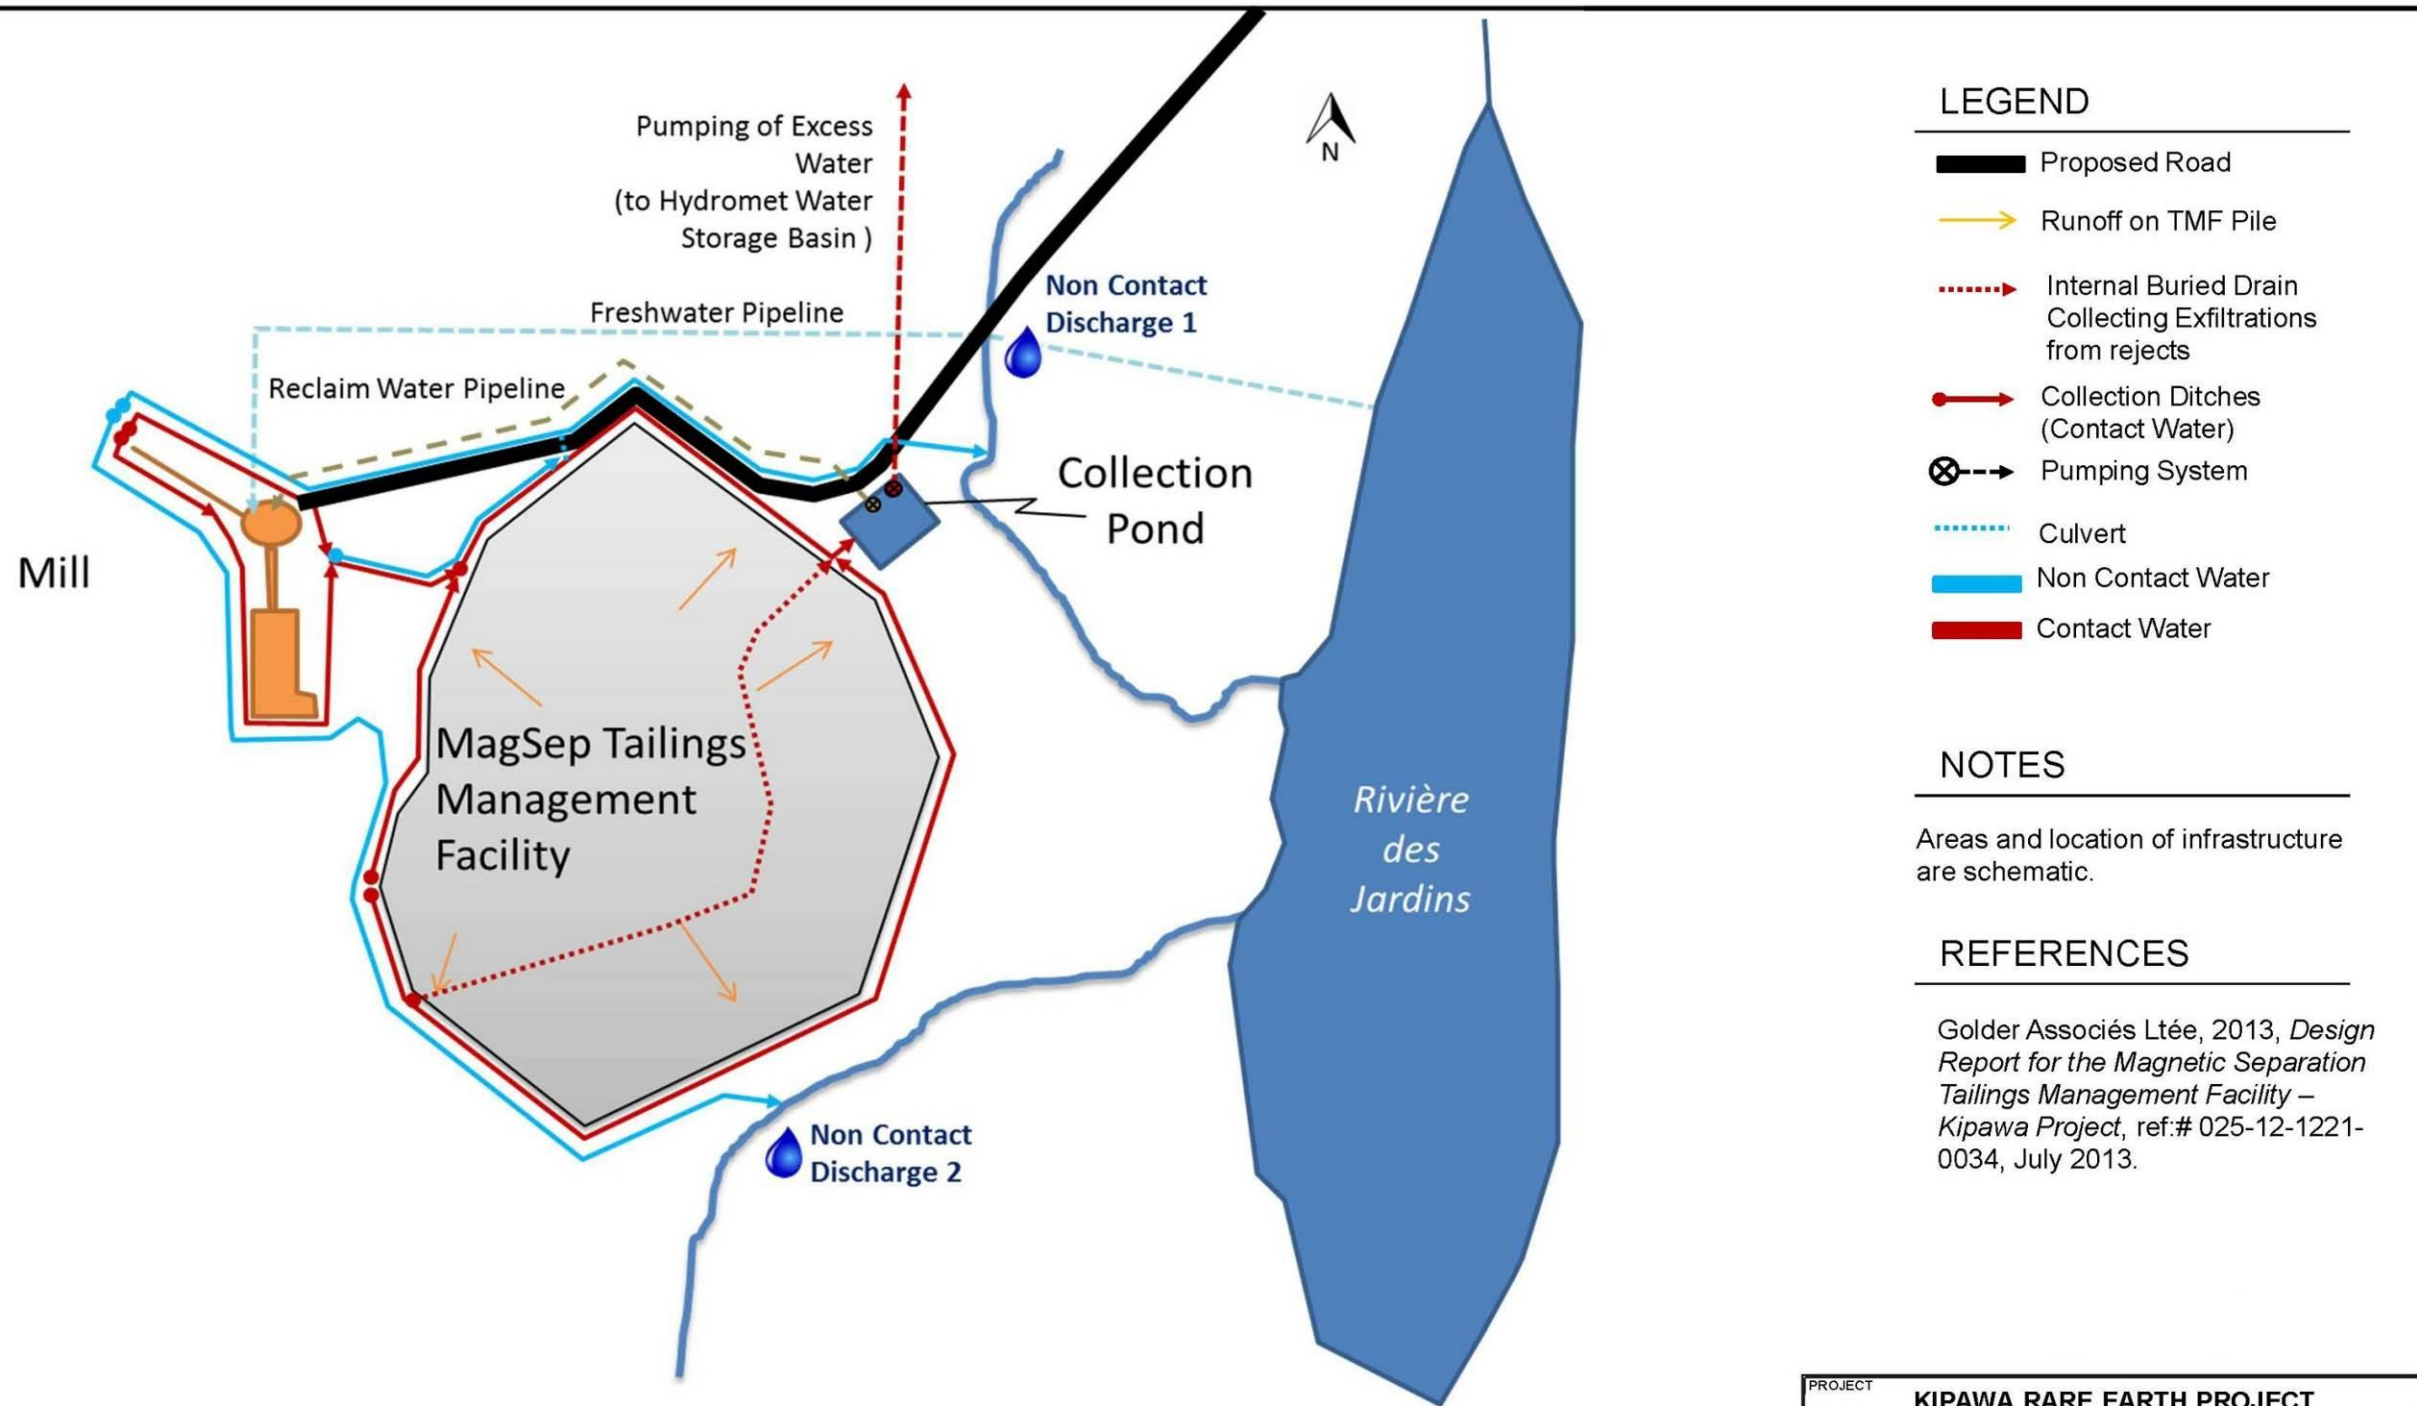 Pumping of Excess
Water
(to Hydromet Water
Storage Basin )
N
Non Contact
Discharge 1
Freshwater Pipeline
Reclaim Water Pipeline
Collection
Pond
Mill
MagSep Tailings
Management
Facility
Rivière
des
Jardins
Non Contact
Discharge 2
LEGEND
Proposed Road
Runoff on TMF Pile
Internal Buried Drain
Collecting Exfiltrations
from rejects
Collection Ditches
(Contact Water)
Pumping System
Culvert
Non Contact Water
Contact Water
NOTES
Areas and location of infrastructure
are schematic.
REFERENCES
Golder Associés Ltée, 2013, Design
Report for the Magnetic Separation
Tailings Management Facility –
Kipawa Project, ref:# 025-12-1221-
0034, July 2013.
PROJECT
KIPAWA RARE EARTH PROJECT